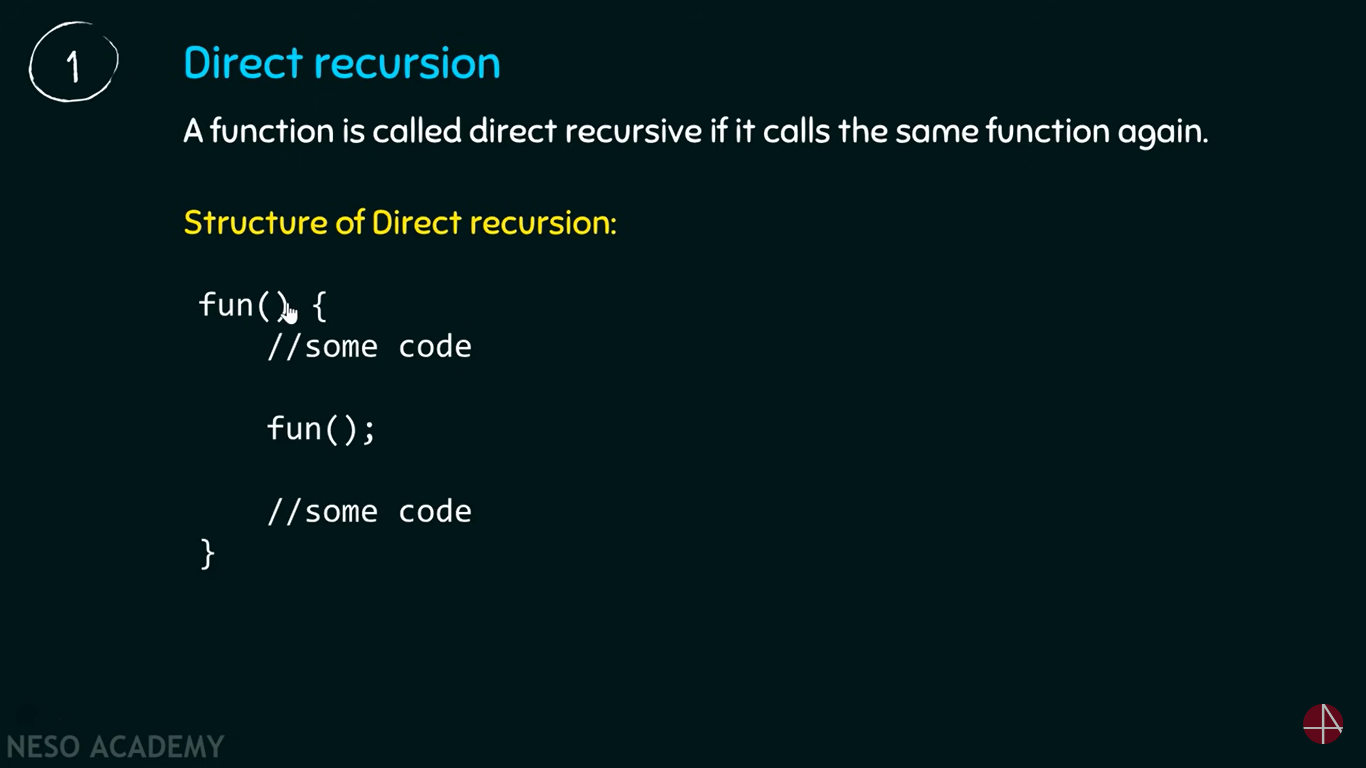 1
Direct recursion
A function is called direct recursive if it calls the same function again.
Structure of Direct recursion:
fun() {
//some code
fun();
//some code
}
NESO ACADEMY